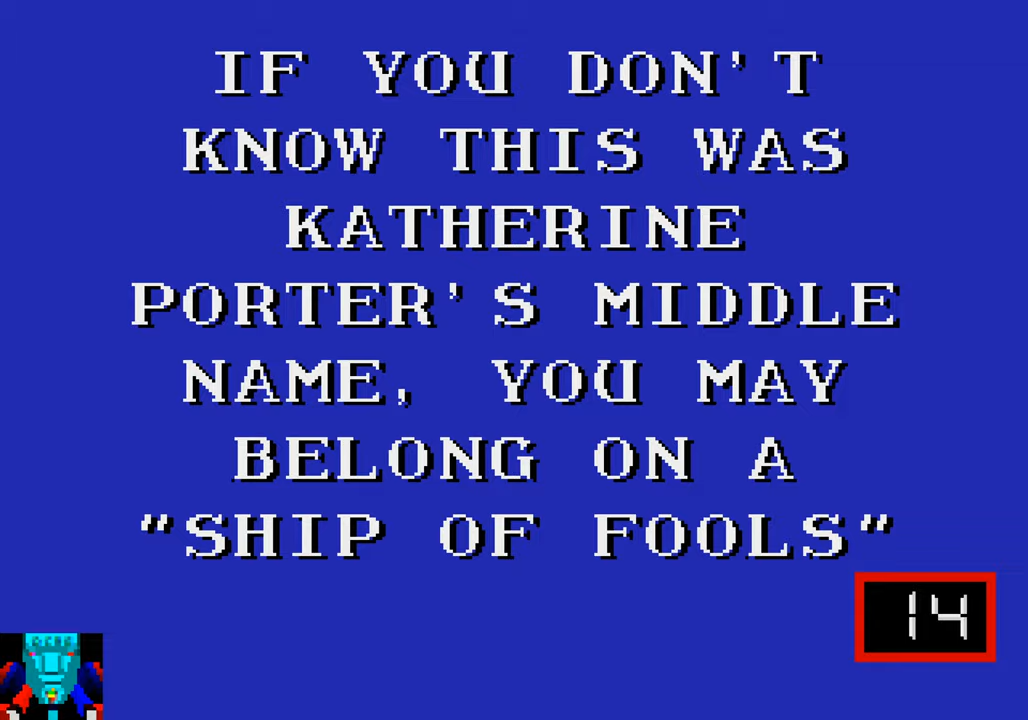 IF YOU DON'T
KNOW THIS WAS
KATHERINE
PORTER'S MIDDLE
NAME, YOU MAY
BELONG ON A
"SHIP OF FOOLS"
14